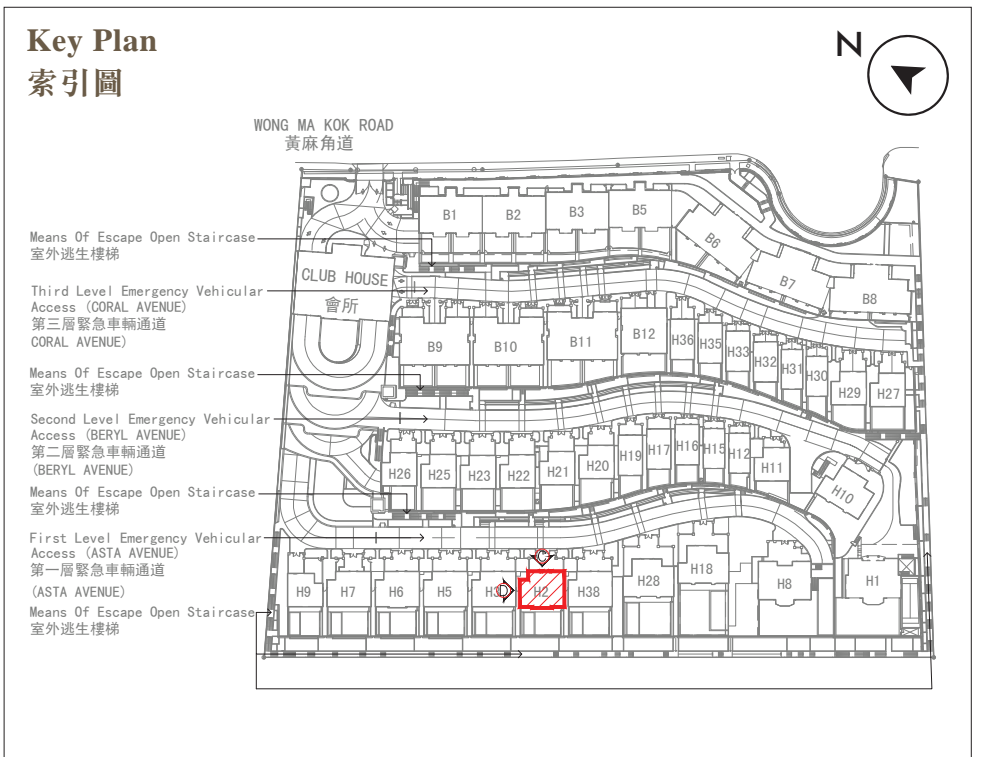 Key Plan
索引圖
N
WONG MA KOK ROAD
黃麻角道
Means Of Escape Open Staircase
室外逃生樓梯
Third Level Emergency Vehicular
Access (CORAL AVENUE)
第三層緊急車輛通道
CORAL AVENUE)
Means Of Escape Open Staircase
室外逃生樓梯
Second Level Emergency Vehicular
Access (BERYL AVENUE)
第二層緊急車輛通道
(BERYL AVENUE)
Means Of Escape Open Staircase
室外逃生樓梯
First Level Emergency Vehicular
Access (ASTA AVENUE)
第一層緊急車輛通道
(ASTA AVENUE)
Means Of Escape Open Staircase
室外逃生樓梯
CLUB HOUSE
會所
B1 B2 B3 B5 B6 B7 B8
B9 B10 B11 B12 H36 H35 H33 H32 H31 H30 H29 H27
H26 H25 H23 H22 H21 H20 H19 H17 H16 H15 H12 H11 H10
C
D
H9 H7 H6 H5 H2 H38 H28 H18 H8 H1